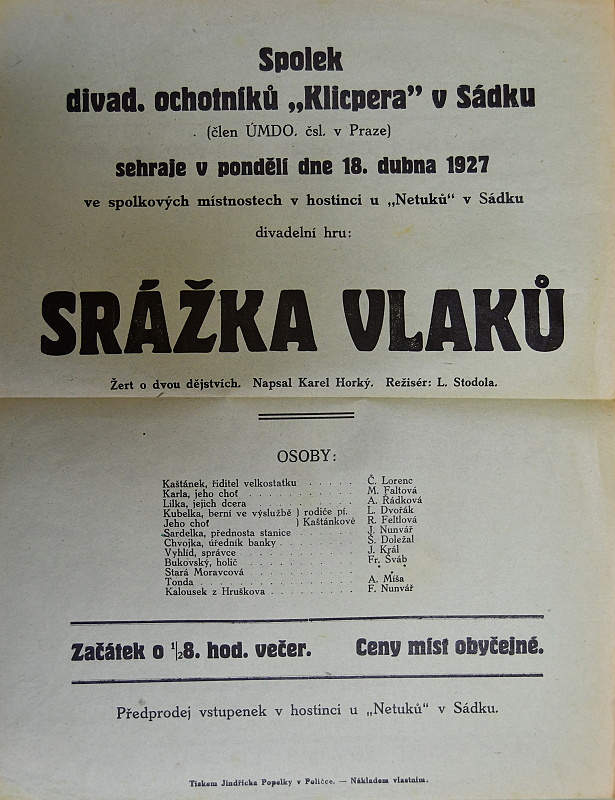 Spolek
divad. ochotníků „Klicpera” v Sádku
(člen ÚMDO. čsl. v Praze)
sehraje v pondělí dne 18. dubna 1927
ve spolkových místnostech v hostinci u „Netuků“ v Sádku
divadelní hru:
SRÁŽKA VLAKŮ
Žert o dvou dějstvích. Napsal Karel Horký. Režisér: L. Stodola.
OSOBY:
Kaštánek, řiditel velkostatku . . . . . Č. Lorenc
Karla, jeho choť . . . . . . . . . . M. Faltová
Lilka, jejich dcera . . . . . . . . . A. Řádková
Kubelka, berní ve výslužbě ) rodiče pí. L. Dvořák
Jeho choť ) Kaštánkové R. Feltlová
Sardelka, přednosta stanice . . . . . J. Nunvář
Chvojka, úředník banky . . . . . . . S. Doležal
Vyhlíd, správce . . . . . . . . . . J. Král
Bukovský, holič . . . . . . . . . . Fr. Šváb
Stará Moravcová . . . . . . . . . . * *
Tonda . . . . . . . . . . . . . . A. Míša
Kalousek z Hruškova . . . . . . . . F. Nunvář
Začátek o ½8. hod. večer. Ceny míst obyčejné.
Předprodej vstupenek v hostinci u „Netuků“ v Sádku.
Tiskem Jindřicha Popelky v Poličce. — Nákladem vlastním.